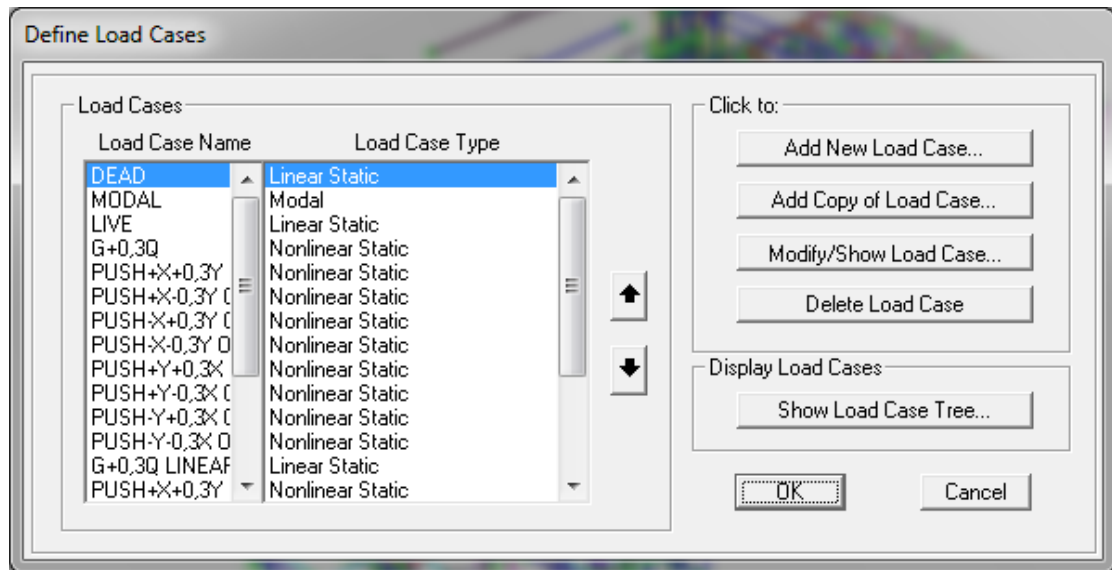 Define Load Cases
Load Cases
Load Case Name Load Case Type
DEAD Linear Static
MODAL Modal
LIVE Linear Static
G+0,3Q Nonlinear Static
PUSH+X+0,3Y Nonlinear Static
PUSH+X-0,3Y Nonlinear Static
PUSH-X+0,3Y Nonlinear Static
PUSH-X-0,3Y Nonlinear Static
PUSH+Y+0,3X Nonlinear Static
PUSH+Y-0,3X Nonlinear Static
PUSH-Y+0,3X Nonlinear Static
PUSH-Y-0,3X Nonlinear Static
G+0,3Q Linear Static
PUSH+X+0,3Y Nonlinear Static
Click to:
Add New Load Case...
Add Copy of Load Case...
Modify/Show Load Case...
Delete Load Case
Display Load Cases
Show Load Case Tree...
OK Cancel